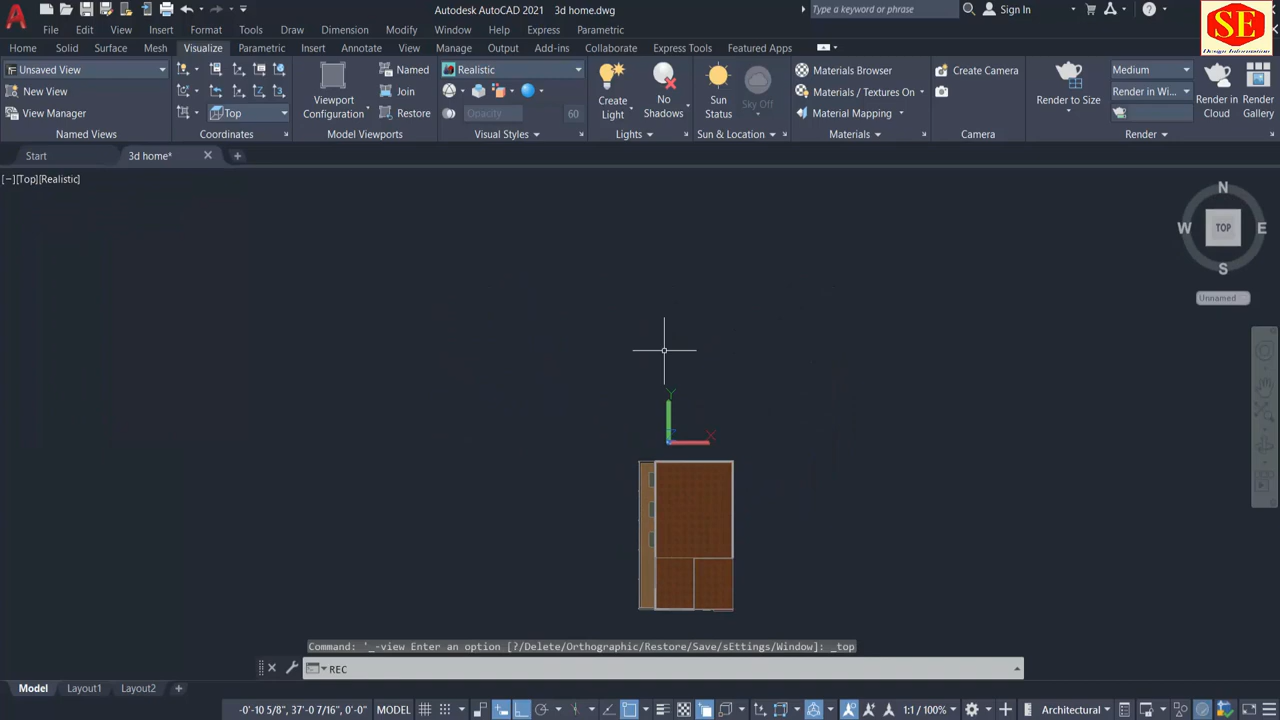 Autodesk AutoCAD 2021 3d home.dwg
Type a keyword or phrase
Sign In
SE
Design Information
File Edit View Insert Format Tools Draw Dimension Modify Window Help Express Parametric
Home Solid Surface Mesh Visualize Parametric Insert Annotate View Manage Output Add-ins Collaborate Express Tools Featured Apps
Unsaved View
New View
View Manager
Named Views
Top
Coordinates
Viewport
Configuration
Named
Join
Restore
Model Viewports
Realistic
Opacity 60
Visual Styles
Create
Light
No
Shadows
Lights
Sun
Status
Sky Off
Sun & Location
Materials Browser
Materials / Textures On
Material Mapping
Materials
Create Camera
Camera
Render to Size
Medium
Render in Wi...
Render
Render in
Cloud
Render
Gallery
Start 3d home* +
[−][Top][Realistic]
N
W TOP E
S
Unnamed
Y
X
Command: '_-view Enter an option [?/Delete/Orthographic/Restore/Save/sEttings/Window]: _top
REC
Model Layout1 Layout2 +
-0'-10 5/8", 37'-0 7/16", 0'-0" MODEL 1:1 / 100% Architectural